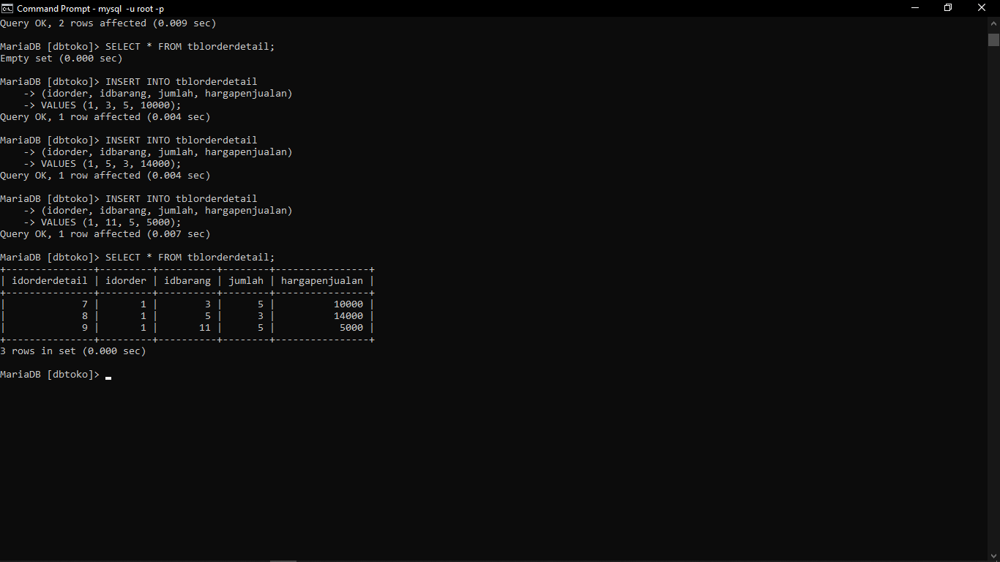 Command Prompt - mysql  -u root -p
Query OK, 2 rows affected (0.009 sec)
MariaDB [dbtoko]> SELECT * FROM tblorderdetail;
Empty set (0.000 sec)
MariaDB [dbtoko]> INSERT INTO tblorderdetail
    -> (idorder, idbarang, jumlah, hargapenjualan)
    -> VALUES (1, 3, 5, 10000);
Query OK, 1 row affected (0.004 sec)
MariaDB [dbtoko]> INSERT INTO tblorderdetail
    -> (idorder, idbarang, jumlah, hargapenjualan)
    -> VALUES (1, 5, 3, 14000);
Query OK, 1 row affected (0.004 sec)
MariaDB [dbtoko]> INSERT INTO tblorderdetail
    -> (idorder, idbarang, jumlah, hargapenjualan)
    -> VALUES (1, 11, 5, 5000);
Query OK, 1 row affected (0.007 sec)
MariaDB [dbtoko]> SELECT * FROM tblorderdetail;
+---------------+---------+----------+--------+----------------+
| idorderdetail | idorder | idbarang | jumlah | hargapenjualan |
+---------------+---------+----------+--------+----------------+
|             7 |       1 |        3 |      5 |          10000 |
|             8 |       1 |        5 |      3 |          14000 |
|             9 |       1 |       11 |      5 |           5000 |
+---------------+---------+----------+--------+----------------+
3 rows in set (0.000 sec)
MariaDB [dbtoko]> _